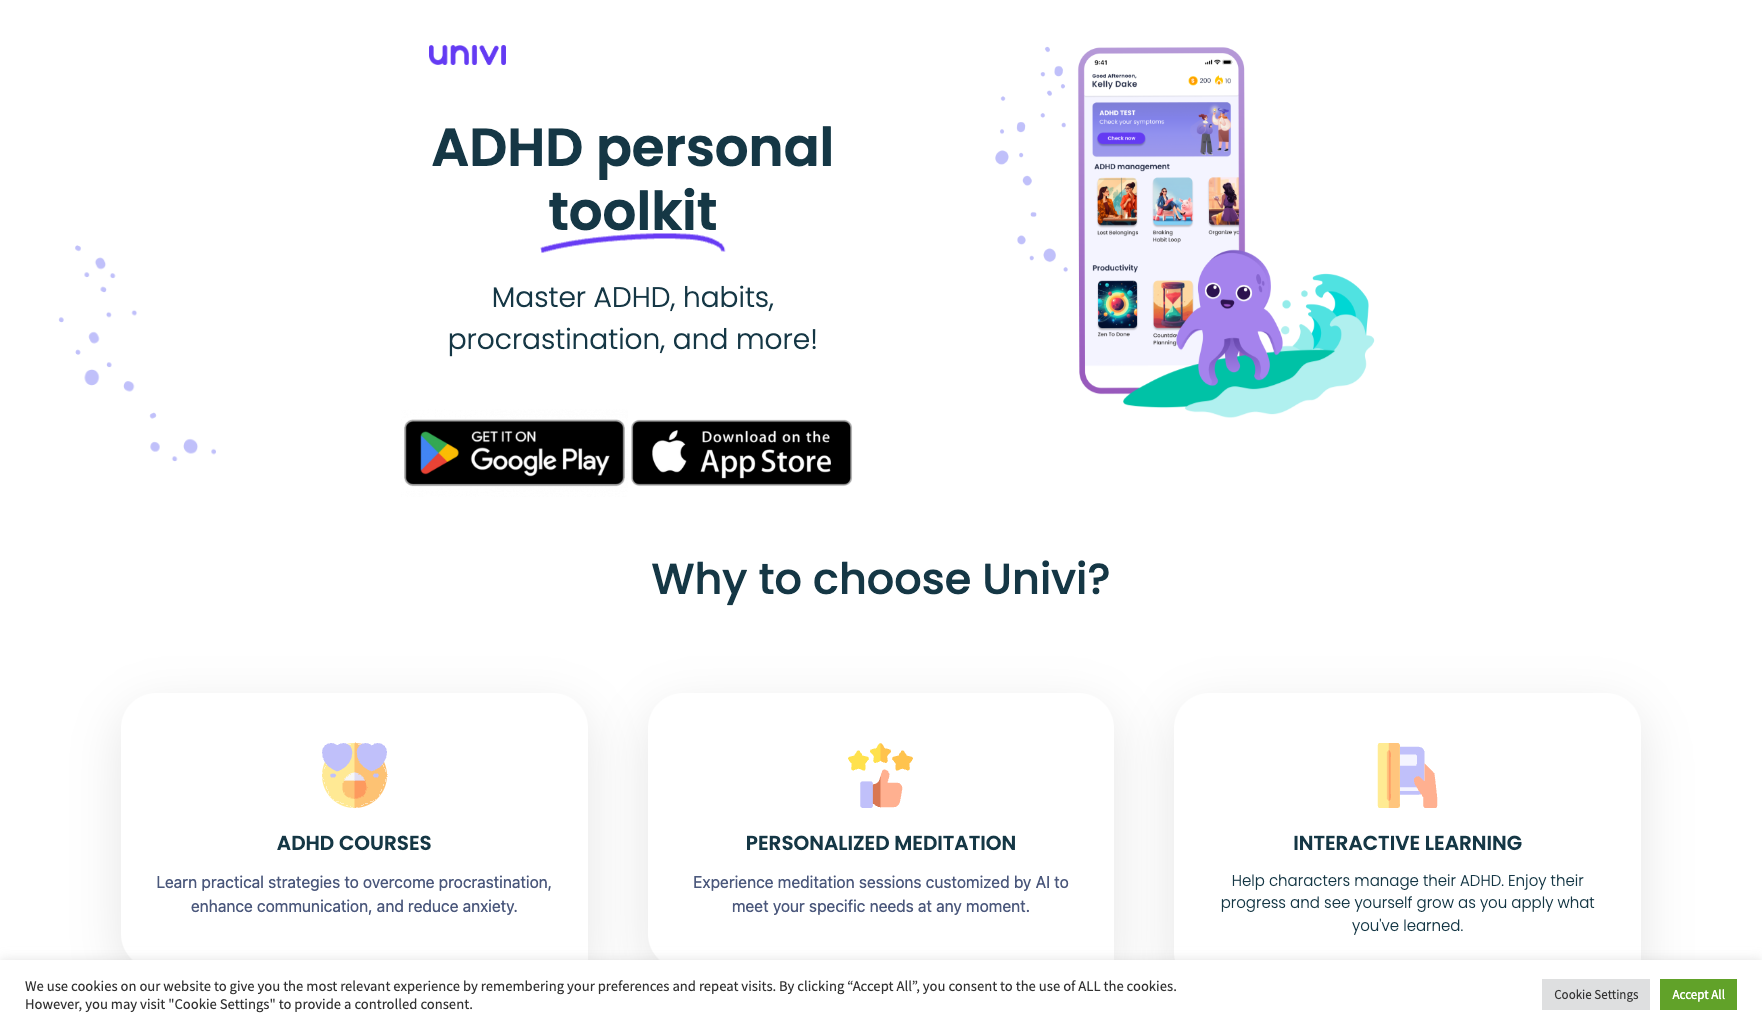 univi
ADHD personal
toolkit
Master ADHD, habits,
procrastination, and more!
GET IT ON
Google Play
Download on the
App Store
9:41
Good Afternoon,
Kelly Dake
200
10
ADHD TEST
Check your symptoms
Check now
ADHD management
Lost Belongings
Braking
Habit Loop
Organize yo
Productivity
Zen To Done
Countdow
Planning
Why to choose Univi?
ADHD COURSES
Learn practical strategies to overcome procrastination,
enhance communication, and reduce anxiety.
PERSONALIZED MEDITATION
Experience meditation sessions customized by AI to
meet your specific needs at any moment.
INTERACTIVE LEARNING
Help characters manage their ADHD. Enjoy their
progress and see yourself grow as you apply what
you've learned.
We use cookies on our website to give you the most relevant experience by remembering your preferences and repeat visits. By clicking “Accept All”, you consent to the use of ALL the cookies.
However, you may visit "Cookie Settings" to provide a controlled consent.
Cookie Settings
Accept All